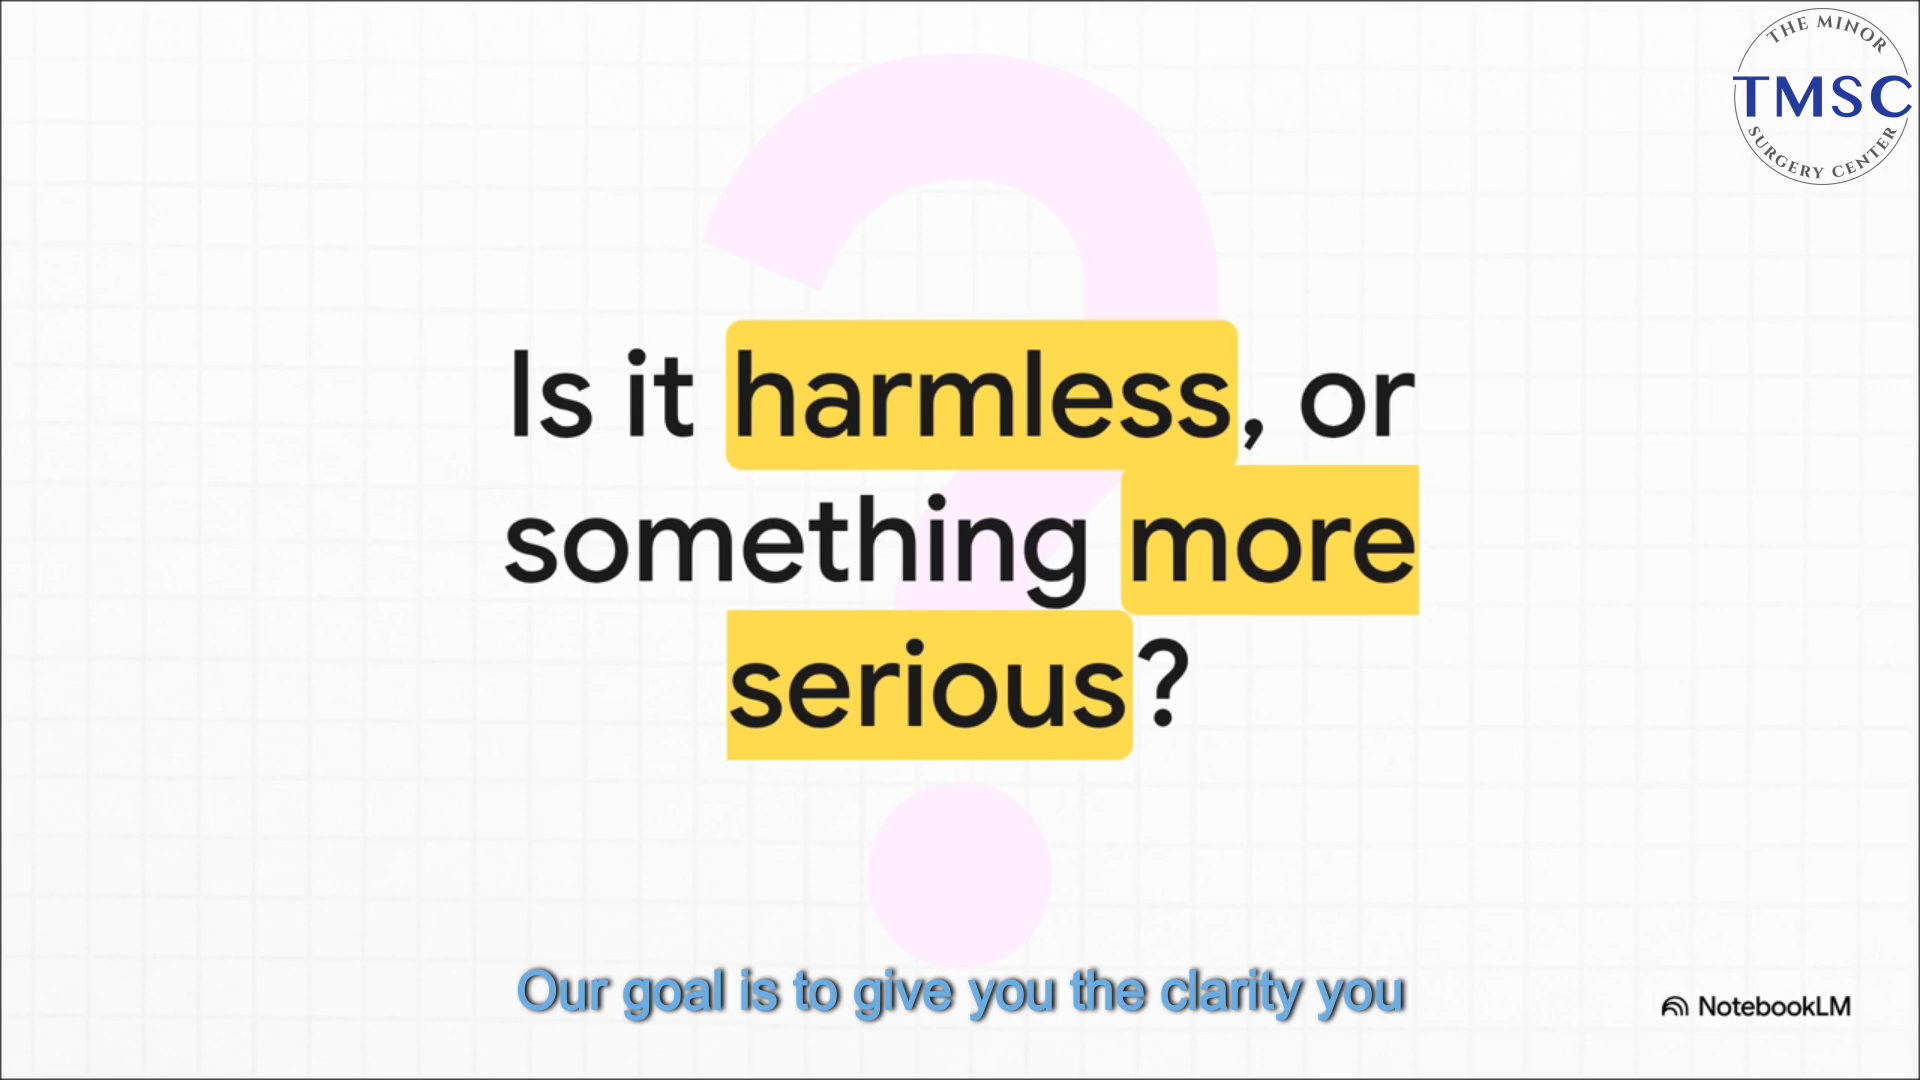 THE MINOR
TMSC
SURGERY CENTER
Is it harmless, or
something more
serious?
Our goal is to give you the clarity you
NotebookLM